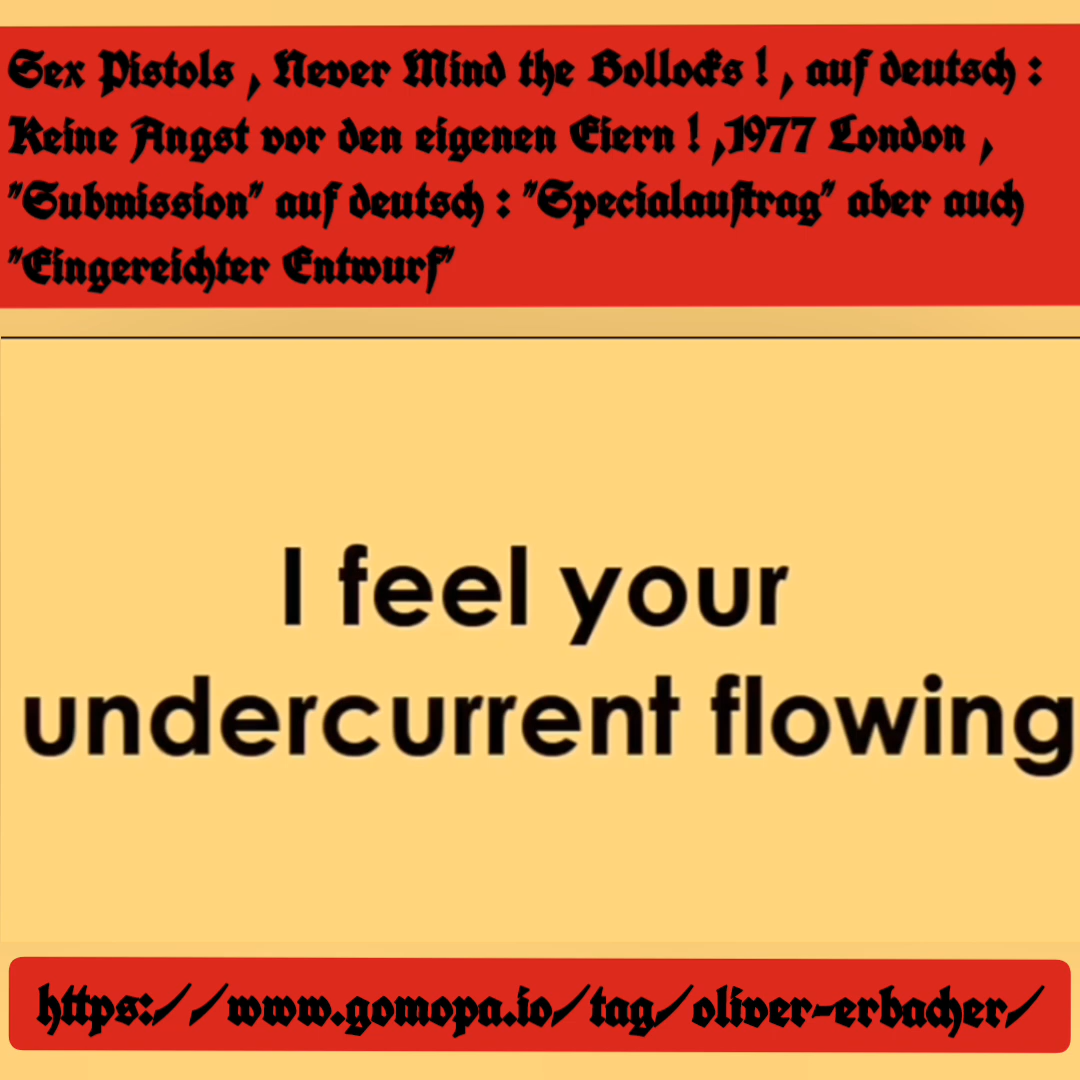 Sex Pistols , Never Mind the Bollocks ! , auf deutsch :
Keine Angst vor den eigenen Eiern ! ,1977 London ,
"Submission" auf deutsch : "Specialauftrag" aber auch
"Eingereichter Entwurf"
I feel your
undercurrent flowing
https://www.gomopa.io/tag/oliver-erbacher/